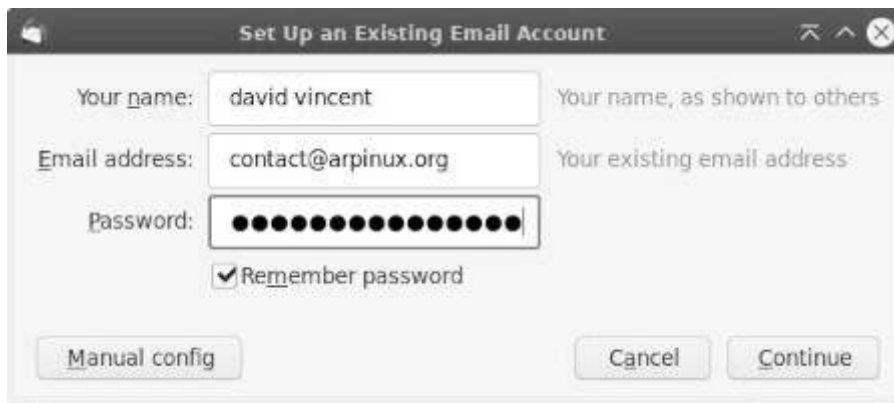 Set Up an Existing Email Account
Your name: david vincent Your name, as shown to others
Email address: contact@arpinux.org Your existing email address
Password: ●●●●●●●●●●●●●●●
Remember password
Manual config Cancel Continue